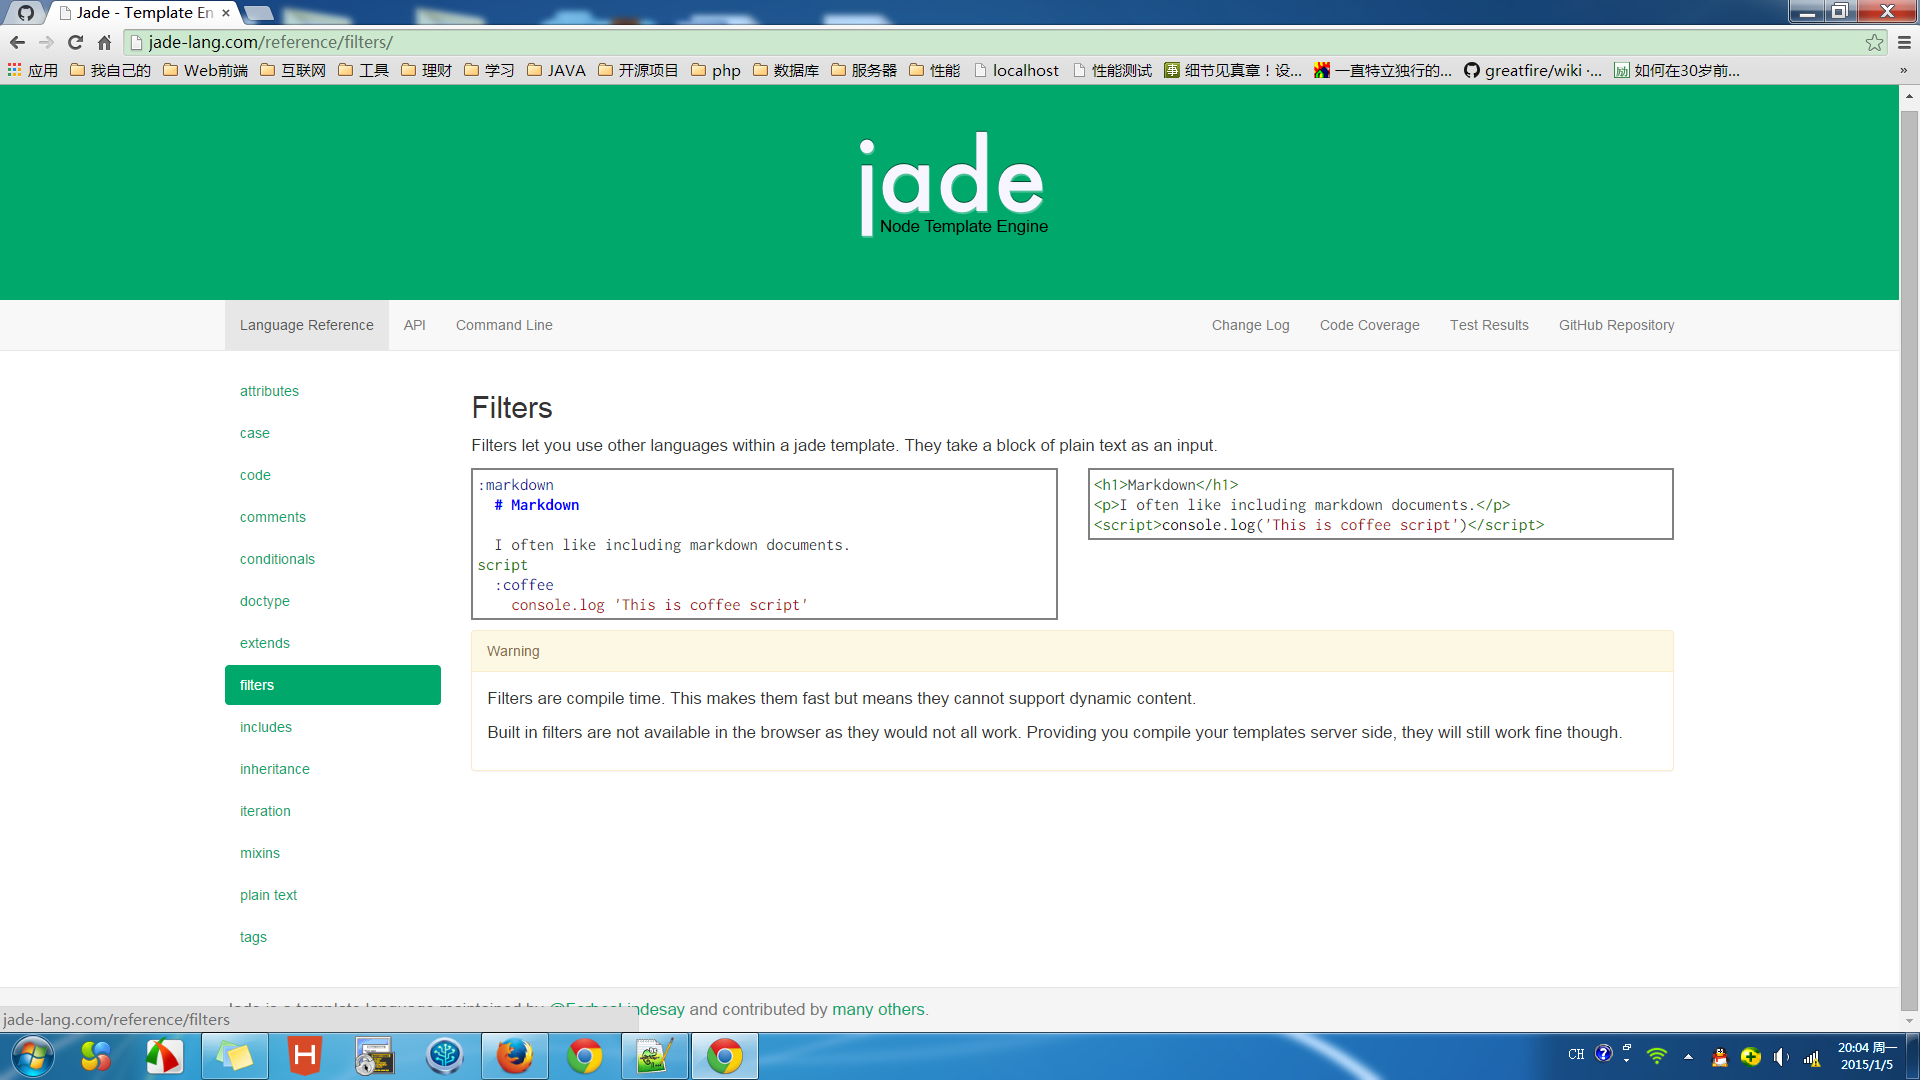 Jade - Template En
jade-lang.com/reference/filters/
应用 我自己的 Web前端 互联网 工具 理财 学习 JAVA 开源项目 php 数据库 服务器 性能 localhost 性能测试 细节见真章！设... 一直特立独行的... greatfire/wiki ·... 如何在30岁前... »
jade
Node Template Engine
Language Reference API Command Line Change Log Code Coverage Test Results GitHub Repository
attributes
case
code
comments
conditionals
doctype
extends
filters
includes
inheritance
iteration
mixins
plain text
tags
Filters
Filters let you use other languages within a jade template. They take a block of plain text as an input.
:markdown
# Markdown
I often like including markdown documents.
script
:coffee
console.log 'This is coffee script'
<h1>Markdown</h1>
<p>I often like including markdown documents.</p>
<script>console.log('This is coffee script')</script>
Warning
Filters are compile time. This makes them fast but means they cannot support dynamic content.
Built in filters are not available in the browser as they would not all work. Providing you compile your templates server side, they will still work fine though.
Jade is a template language maintained by @ForbesLindesay and contributed by many others.
jade-lang.com/reference/filters
CH
20:04 周一
2015/1/5